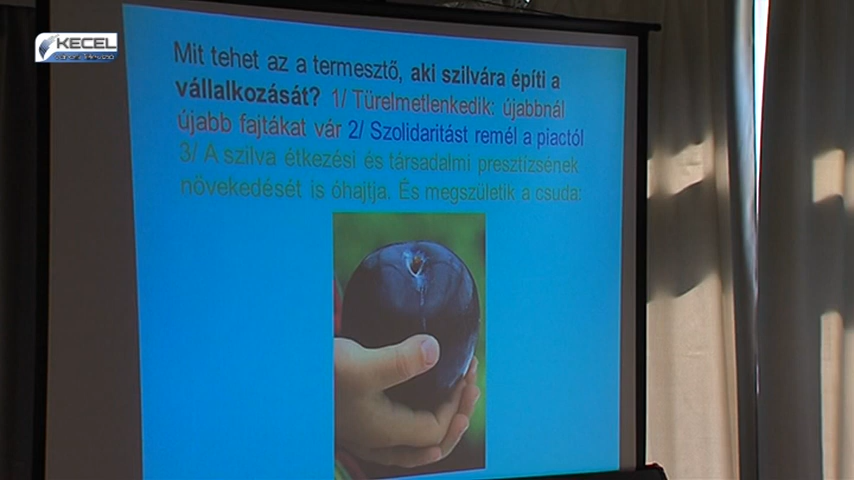 KECEL
Mit tehet az a termesztő, aki szilvára építi a
vállalkozását? 1/ Türelmetlenkedik: újabbnál
újabb fajtákat vár 2/ Szolidaritást remél a piactól
3/ A szilva étkezési és társadalmi presztízsének
növekedését is óhajtja. És megszületik a csuda: